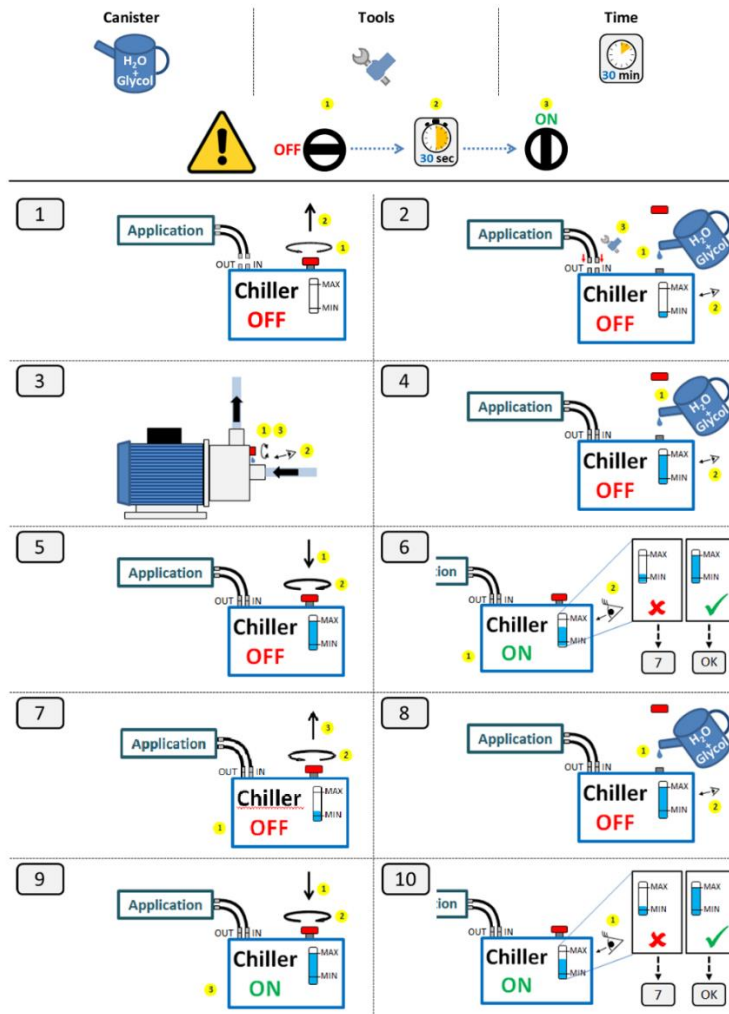 Canister
Tools
Time
H₂O
+
Glycol
30 min
1
2
3
ON
OFF
30 sec
1
Application
2
1
OUT
IN
Chiller
OFF
MAX
MIN
2
Application
3
1
H₂O
+
Glycol
OUT
IN
Chiller
OFF
MAX
MIN
2
3
1
3
2
4
Application
1
H₂O
+
Glycol
OUT
IN
Chiller
OFF
MAX
MIN
2
5
Application
1
2
OUT
IN
Chiller
OFF
MAX
MIN
6
tion
2
OUT
IN
Chiller
ON
MAX
MIN
1
MAX
MIN
MAX
MIN
7
OK
7
Application
3
2
OUT
IN
Chiller
OFF
MAX
MIN
1
8
Application
1
H₂O
+
Glycol
OUT
IN
Chiller
OFF
MAX
MIN
2
9
Application
1
2
OUT
IN
Chiller
ON
MAX
MIN
3
10
tion
1
OUT
IN
Chiller
ON
MAX
MIN
MAX
MIN
MAX
MIN
7
OK